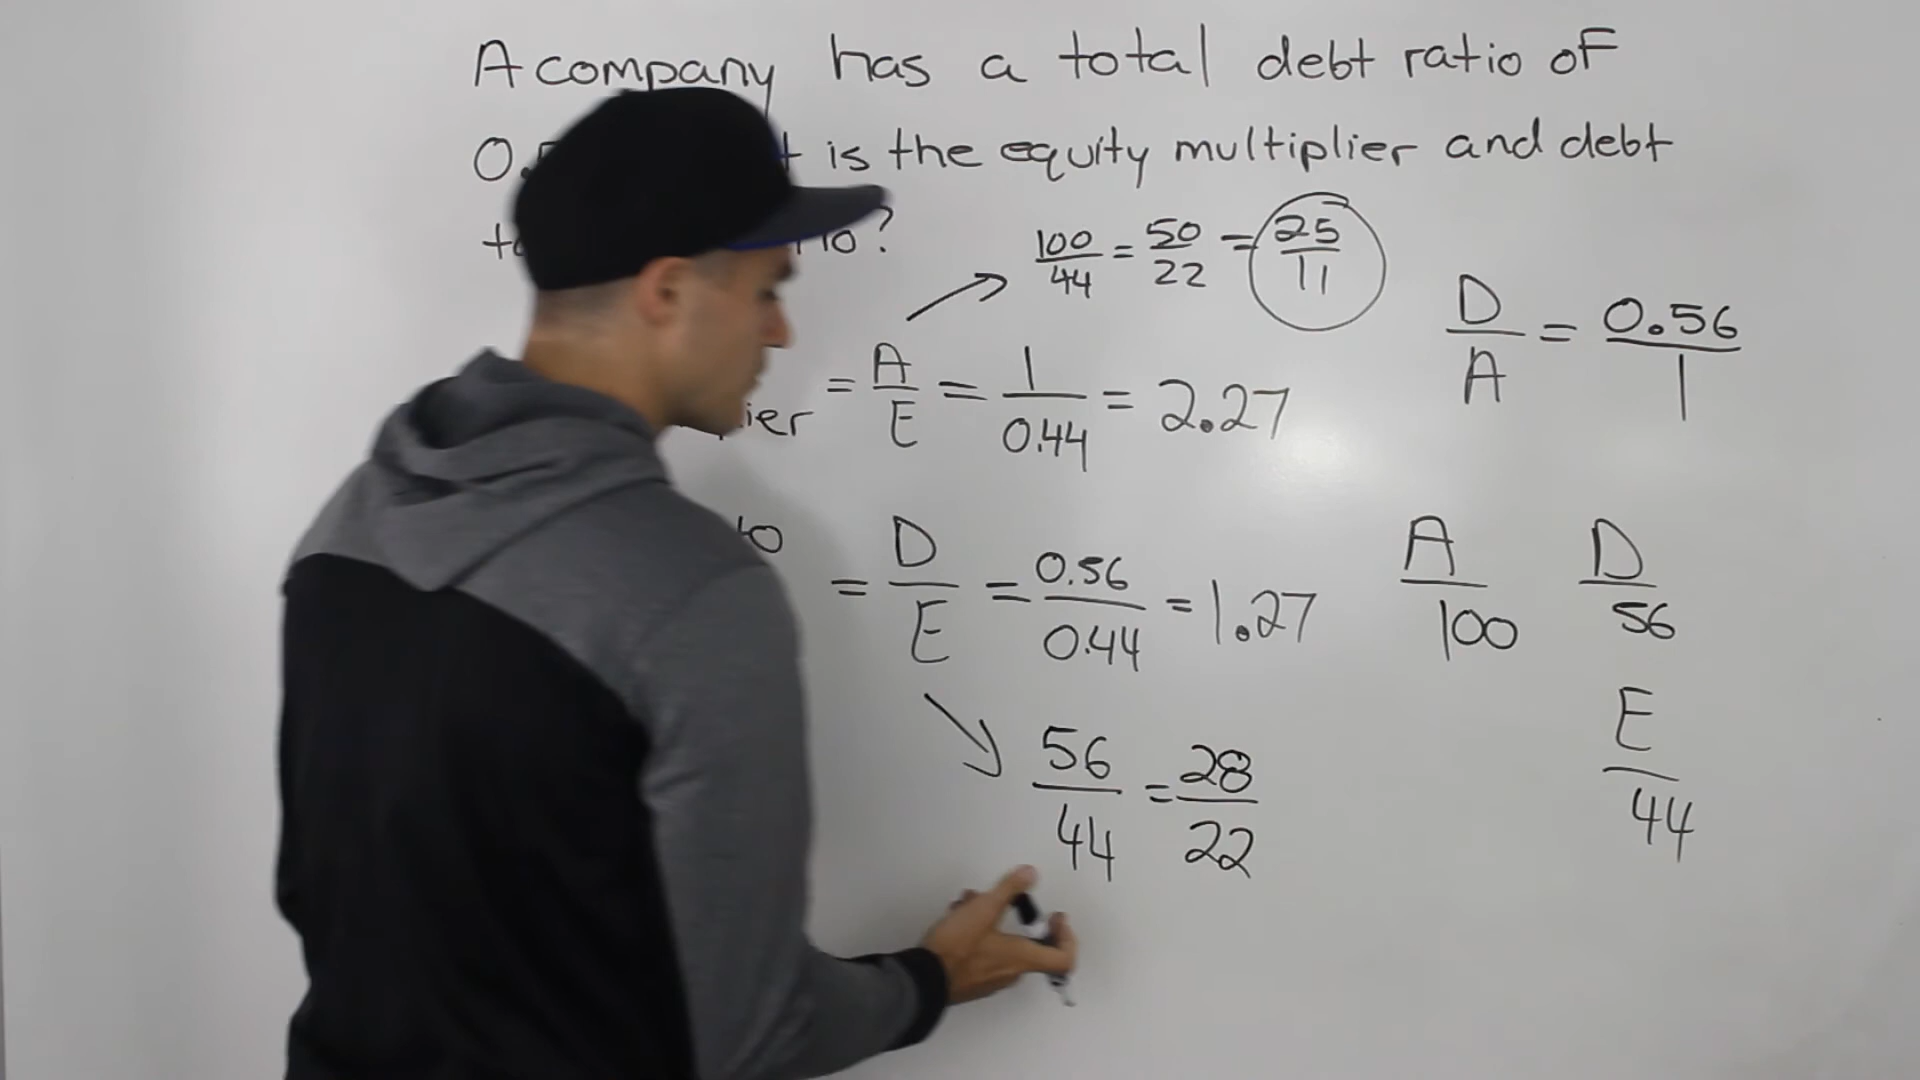 A company has a total debt ratio of
is the equity multiplier and debt
?
100/44 = 50/22 = 25/11
D/A = 0.56/1
= A/E = 1/0.44 = 2.27
= D/E = 0.56/0.44 = 1.27
A/100 D/56
56/44 = 28/22
E/44